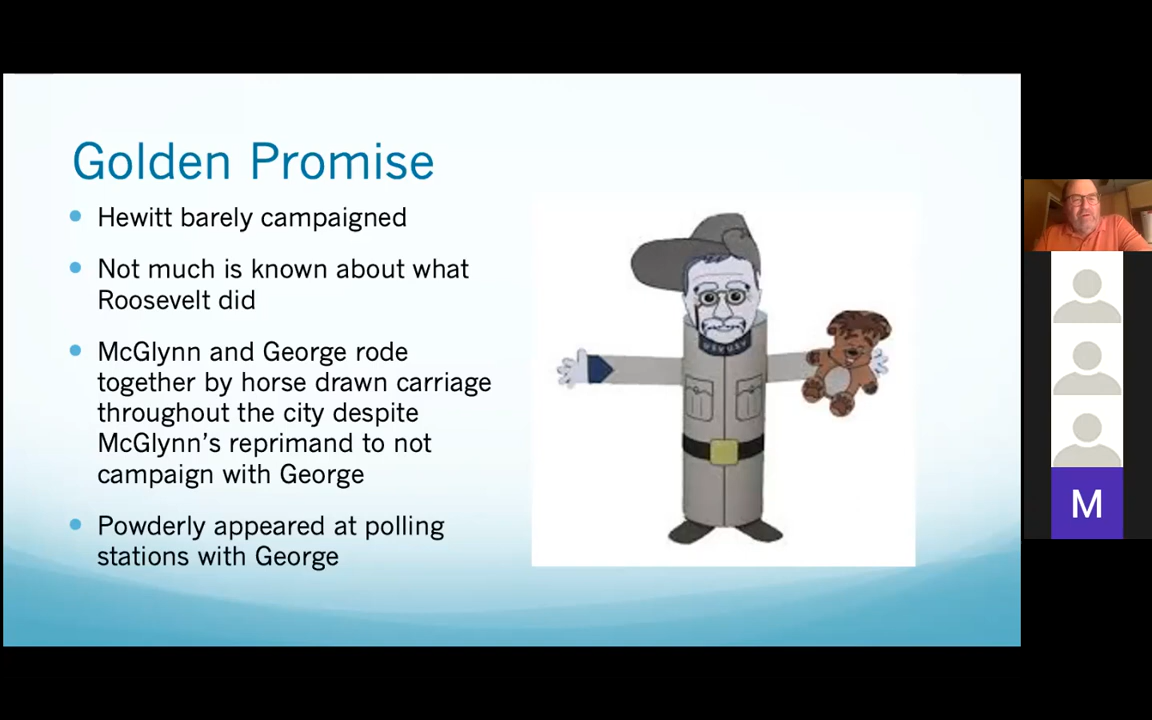 Golden Promise
Hewitt barely campaigned
Not much is known about what
Roosevelt did
McGlynn and George rode
together by horse drawn carriage
throughout the city despite
McGlynn's reprimand to not
campaign with George
Powderly appeared at polling
stations with George
M